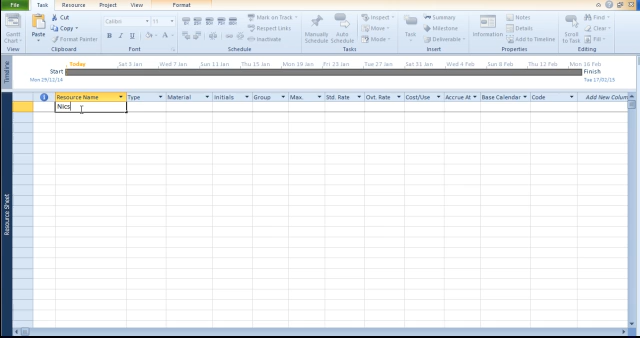 File Task Resource Project View Format
Gantt Chart Paste Cut Copy Format Painter Calibri 11 B I U A Mark on Track Respect Links Inactivate Manually Schedule Auto Schedule Inspect Move Mode Task Summary Milestone Deliverable Information Notes Details Add to Timeline Scroll to Task Find Clear Fill
View Clipboard Font Schedule Tasks Insert Properties Editing
Timeline
Today Sat 3 Jan Wed 7 Jan Sun 11 Jan Thu 15 Jan Mon 19 Jan Fri 23 Jan Tue 27 Jan Sat 31 Jan Wed 4 Feb Sun 8 Feb Thu 12 Feb Mon 16 Feb
Start Finish
Mon 29/12/14 Tue 17/02/15
Resource Name Type Material Initials Group Max. Std. Rate Ovt. Rate Cost/Use Accrue At Base Calendar Code Add New Column
Nics
Resource Sheet